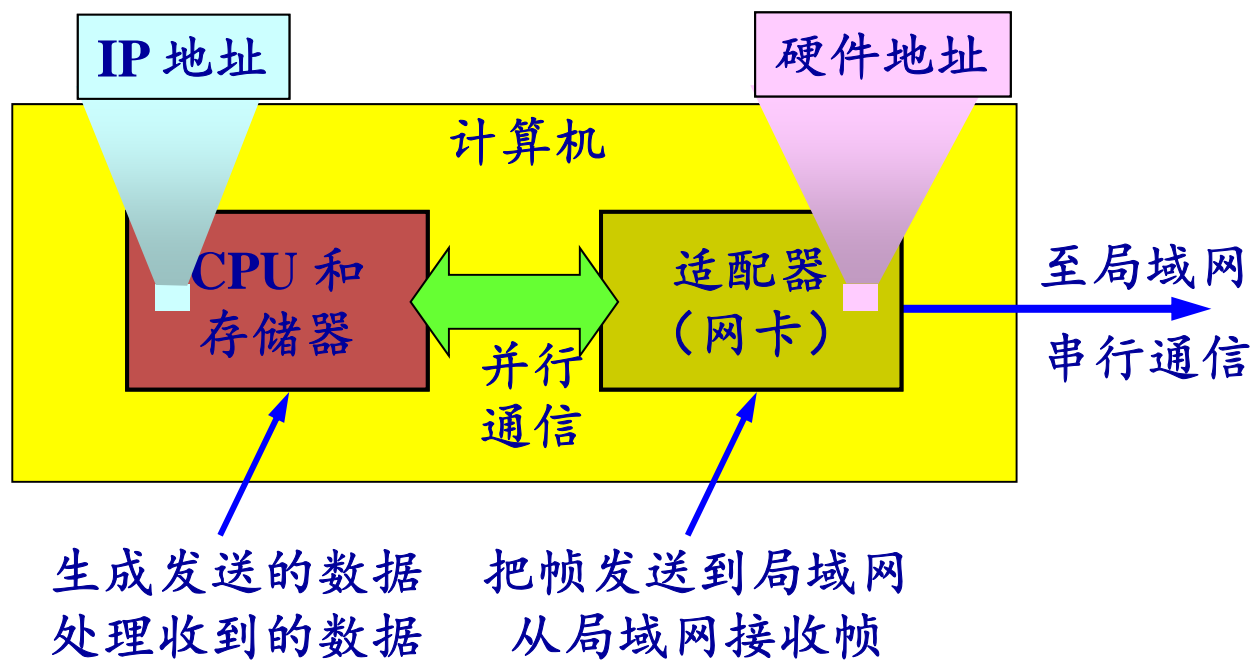 IP 地址
硬件地址
计算机
CPU 和
存储器
适配器
（网卡）
并行
通信
至局域网
串行通信
生成发送的数据
处理收到的数据
把帧发送到局域网
从局域网接收帧